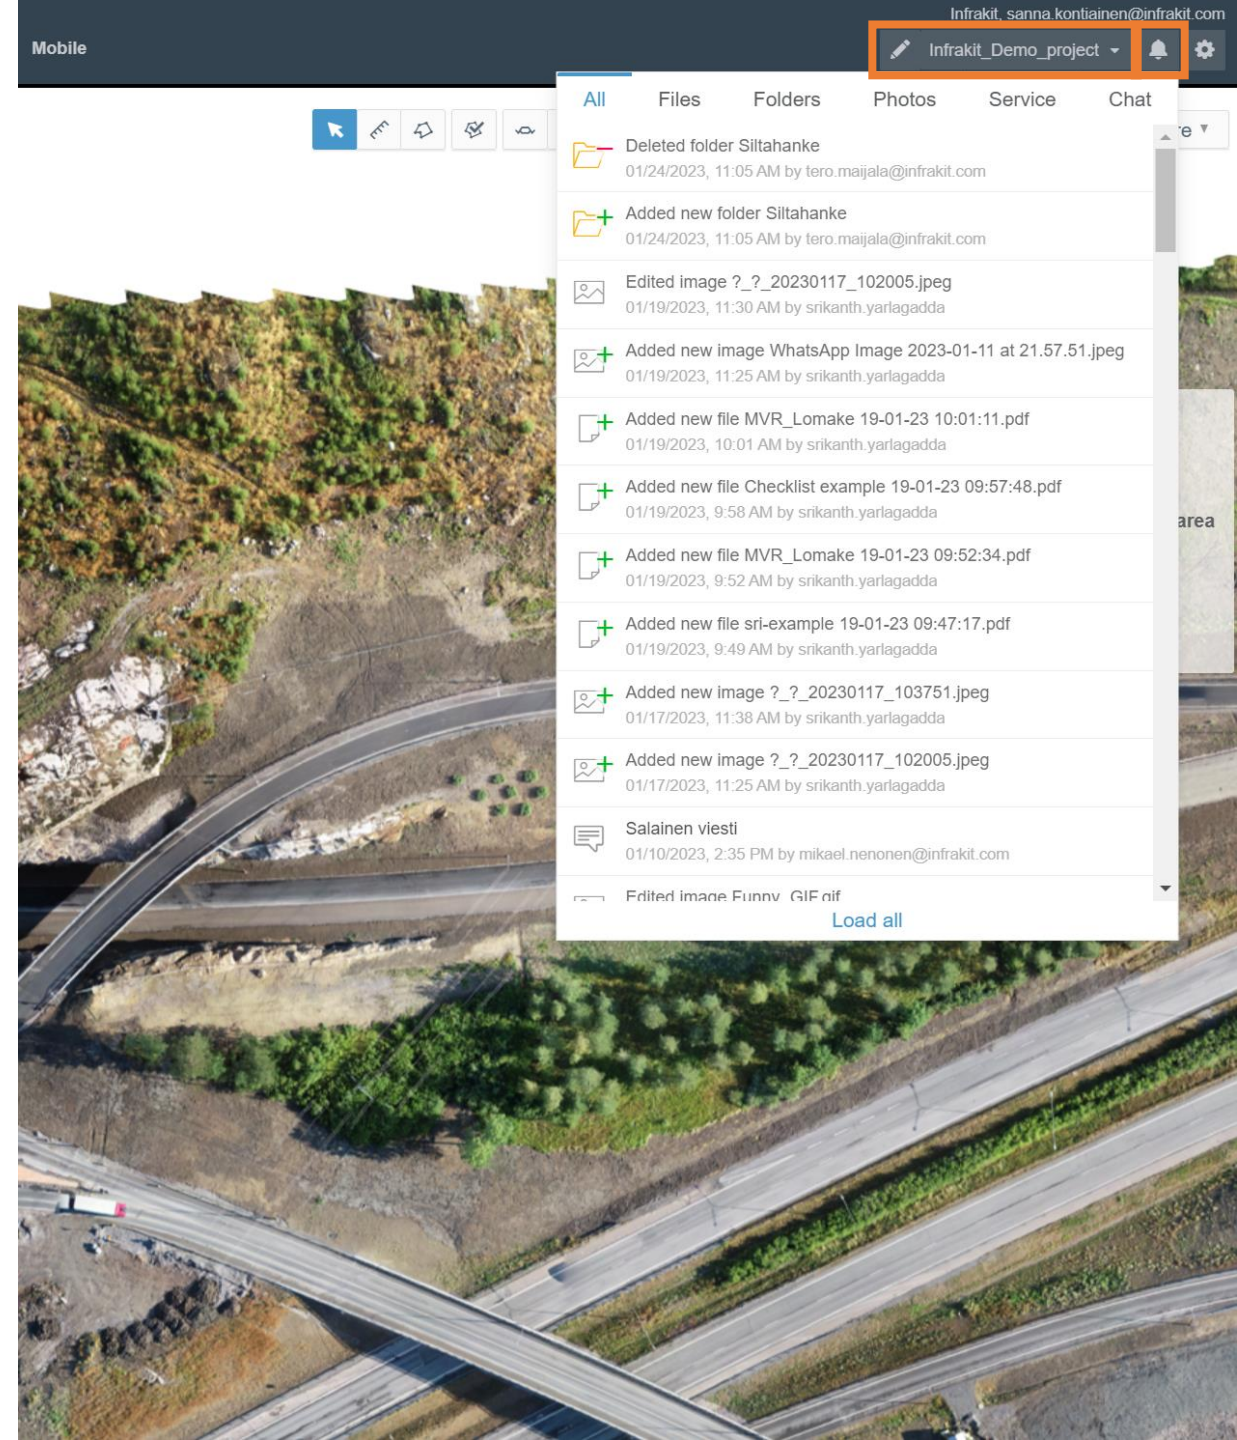 Infrakit, sanna.kontiainen@infrakit.com
Mobile
Infrakit_Demo_project
All Files Folders Photos Service Chat
Deleted folder Siltahanke
01/24/2023, 11:05 AM by tero.maijala@infrakit.com
Added new folder Siltahanke
01/24/2023, 11:05 AM by tero.maijala@infrakit.com
Edited image ?_?_20230117_102005.jpeg
01/19/2023, 11:30 AM by srikanth.yarlagadda
Added new image WhatsApp Image 2023-01-11 at 21.57.51.jpeg
01/19/2023, 11:25 AM by srikanth.yarlagadda
Added new file MVR_Lomake 19-01-23 10:01:11.pdf
01/19/2023, 10:01 AM by srikanth.yarlagadda
Added new file Checklist example 19-01-23 09:57:48.pdf
01/19/2023, 9:58 AM by srikanth.yarlagadda
area
Added new file MVR_Lomake 19-01-23 09:52:34.pdf
01/19/2023, 9:52 AM by srikanth.yarlagadda
Added new file sri-example 19-01-23 09:47:17.pdf
01/19/2023, 9:49 AM by srikanth.yarlagadda
Added new image ?_?_20230117_103751.jpeg
01/17/2023, 11:38 AM by srikanth.yarlagadda
Added new image ?_?_20230117_102005.jpeg
01/17/2023, 11:25 AM by srikanth.yarlagadda
Salainen viesti
01/10/2023, 2:35 PM by mikael.nenonen@infrakit.com
Edited image Funny_GIF.gif
Load all